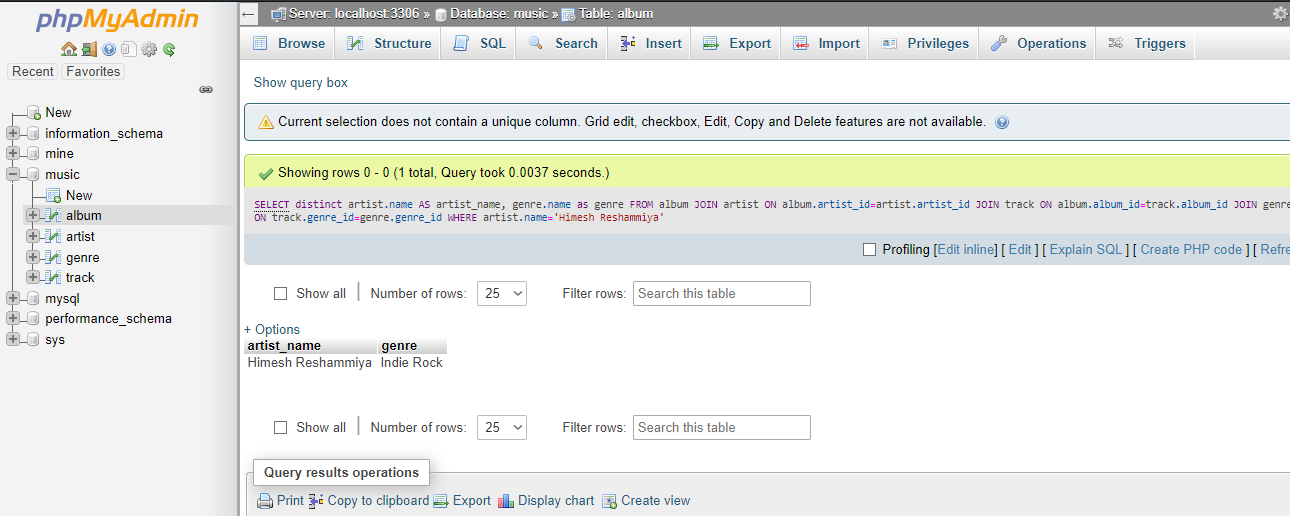 phpMyAdmin
Recent Favorites
New
information_schema
mine
music
New
album
artist
genre
track
mysql
performance_schema
sys
Server: localhost:3306 » Database: music » Table: album
Browse Structure SQL Search Insert Export Import Privileges Operations Triggers
Show query box
Current selection does not contain a unique column. Grid edit, checkbox, Edit, Copy and Delete features are not available.
Showing rows 0 - 0 (1 total, Query took 0.0037 seconds.)
SELECT distinct artist.name AS artist_name, genre.name as genre FROM album JOIN artist ON album.artist_id=artist.artist_id JOIN track ON album.album_id=track.album_id JOIN genre
ON track.genre_id=genre.genre_id WHERE artist.name='Himesh Reshammiya'
Profiling [Edit inline] [ Edit ] [ Explain SQL ] [ Create PHP code ] [ Refre
Show all | Number of rows: 25 Filter rows: Search this table
+ Options
artist_name genre
Himesh Reshammiya Indie Rock
Show all | Number of rows: 25 Filter rows: Search this table
Query results operations
Print Copy to clipboard Export Display chart Create view